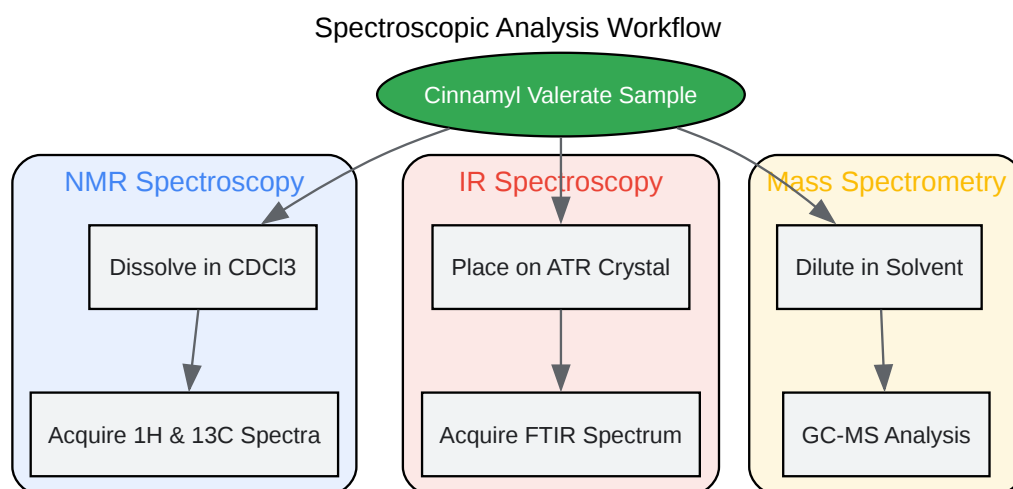 Spectroscopic Analysis Workflow
Cinnamyl Valerate Sample
NMR Spectroscopy
Dissolve in CDCl3
Acquire 1H & 13C Spectra
IR Spectroscopy
Place on ATR Crystal
Acquire FTIR Spectrum
Mass Spectrometry
Dilute in Solvent
GC-MS Analysis